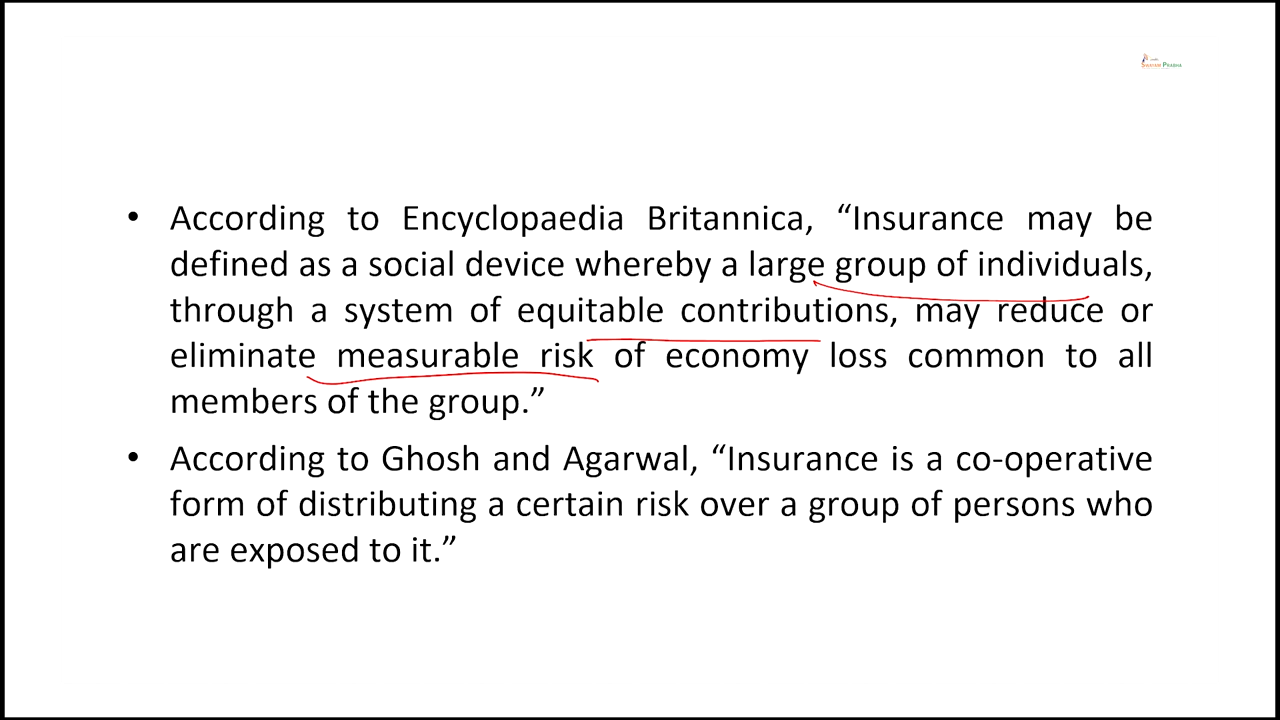 SWAYAM PRABHA
• According to Encyclopaedia Britannica, “Insurance may be
defined as a social device whereby a large group of individuals,
through a system of equitable contributions, may reduce or
eliminate measurable risk of economy loss common to all
members of the group.”
• According to Ghosh and Agarwal, “Insurance is a co-operative
form of distributing a certain risk over a group of persons who
are exposed to it.”